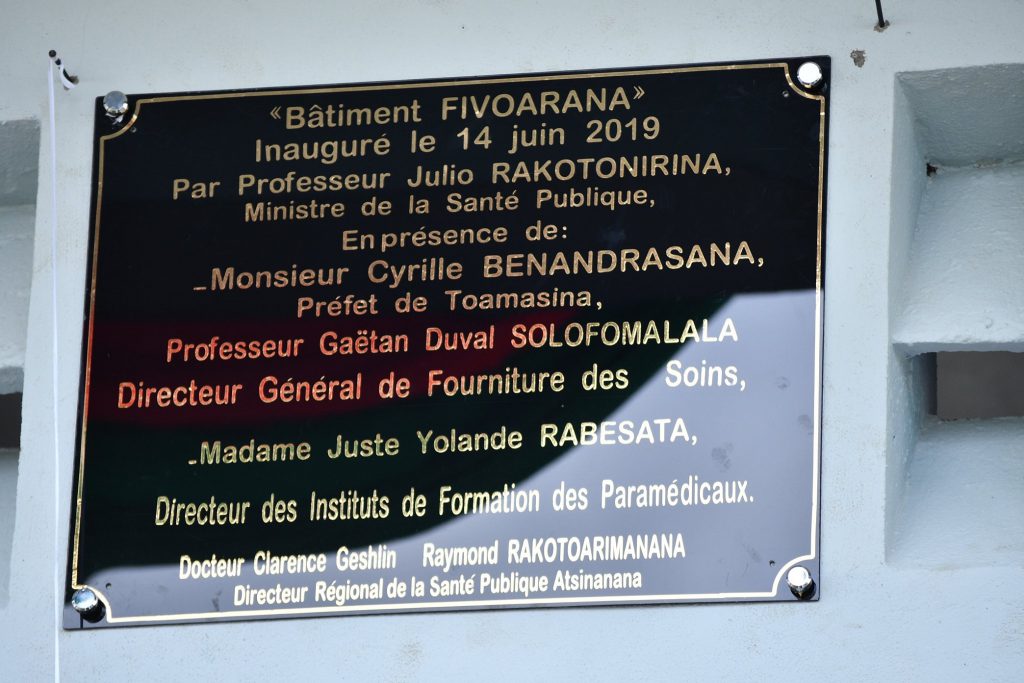 «Bâtiment FIVOARANA»
Inauguré le 14 juin 2019
Par Professeur Julio RAKOTONIRINA,
Ministre de la Santé Publique,
En présence de:
_Monsieur Cyrille BENANDRASANA,
Préfet de Toamasina,
Professeur Gaëtan Duval SOLOFOMALALA
Directeur Général de Fourniture des Soins,
_Madame Juste Yolande RABESATA,
Directeur des Instituts de Formation des Paramédicaux.
Docteur Clarence Geshlin Raymond RAKOTOARIMANANA
Directeur Régional de la Santé Publique Atsinanana